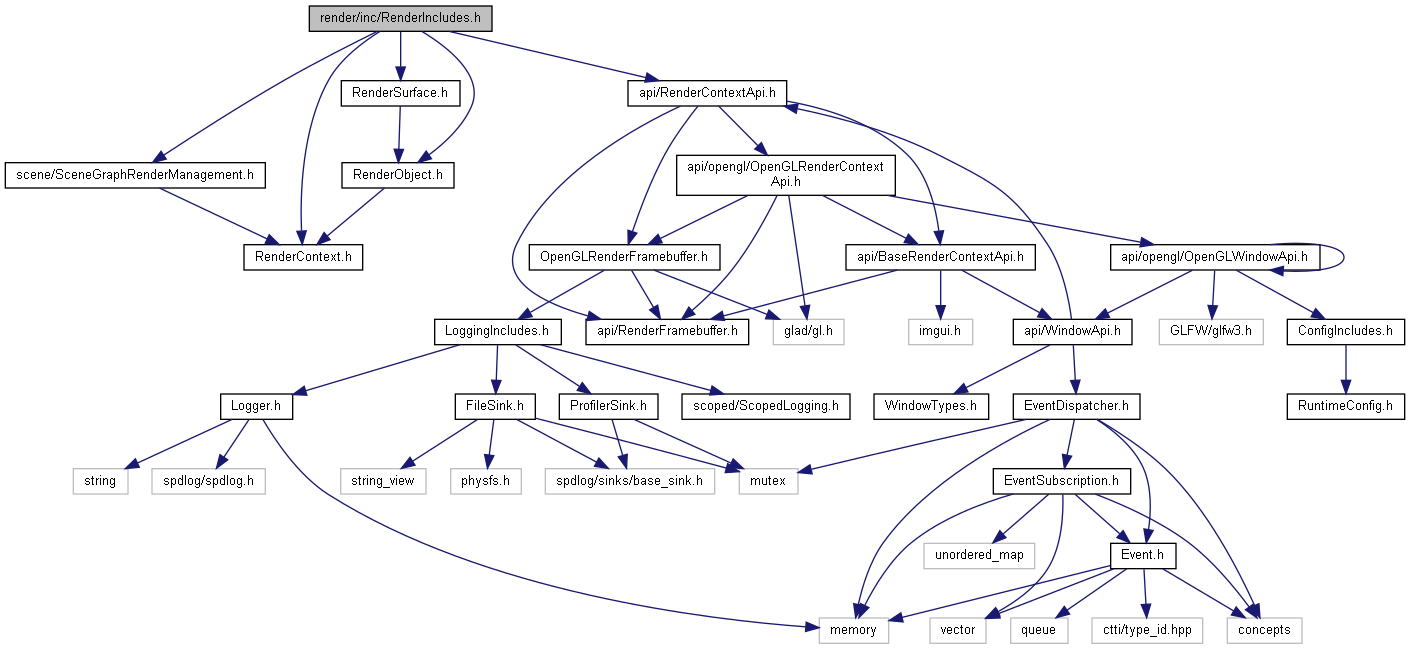 render/inc/RenderIncludes.h
RenderSurface.h
api/RenderContextApi.h
scene/SceneGraphRenderManagement.h
RenderObject.h
api/opengl/OpenGLRenderContext
Api.h
RenderContext.h
OpenGLRenderFramebuffer.h
api/BaseRenderContextApi.h
api/opengl/OpenGLWindowApi.h
LoggingIncludes.h
api/RenderFramebuffer.h
glad/gl.h
imgui.h
api/WindowApi.h
GLFW/glfw3.h
ConfigIncludes.h
Logger.h
FileSink.h
ProfilerSink.h
scoped/ScopedLogging.h
WindowTypes.h
EventDispatcher.h
RuntimeConfig.h
string
spdlog/spdlog.h
string_view
physfs.h
spdlog/sinks/base_sink.h
mutex
EventSubscription.h
unordered_map
Event.h
memory
vector
queue
ctti/type_id.hpp
concepts